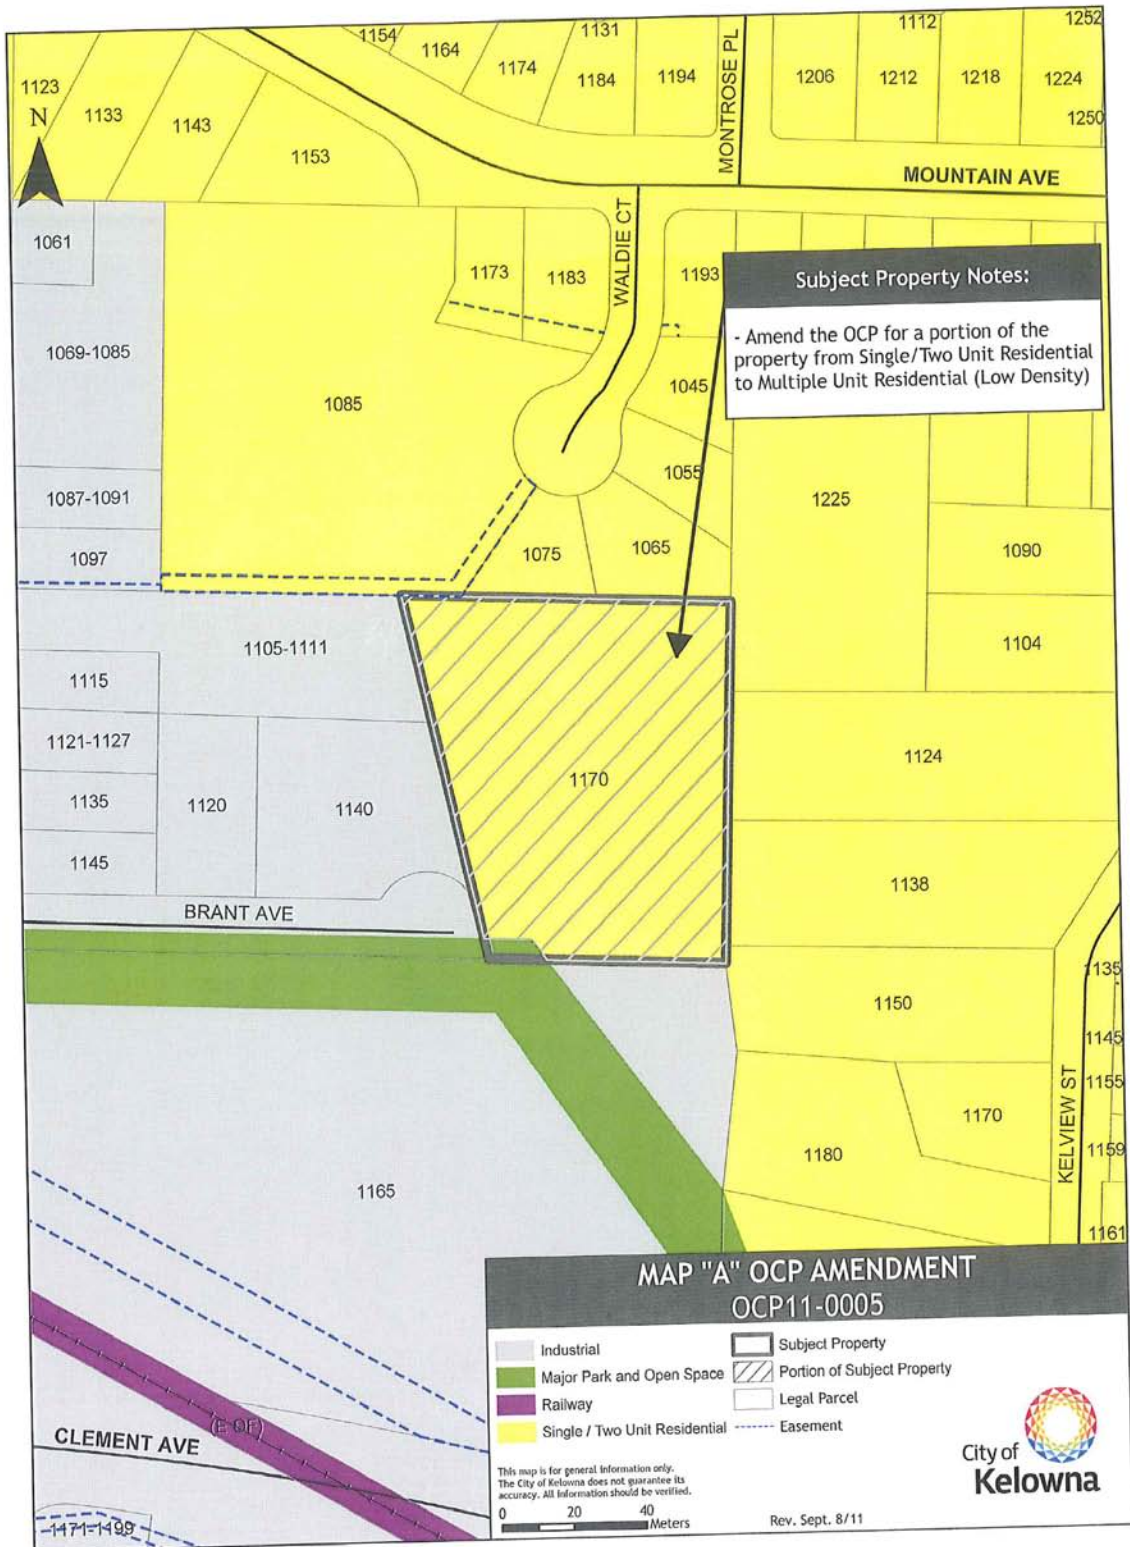 1154
1164
1174
1131
1184
1194
MONTROSE PL
1206
1112
1212
1218
1252
1224
1250
1123
1133
1143
1153
N
MOUNTAIN AVE
1061
1173
1183
WALDIE CT
1193
Subject Property Notes:
- Amend the OCP for a portion of the
property from Single/Two Unit Residential
to Multiple Unit Residential (Low Density)
1069-1085
1085
1045
1055
1087-1091
1097
1075
1065
1225
1090
1104
1105-1111
1115
1121-1127
1135
1145
1120
1140
1170
1124
1138
BRANT AVE
1150
1135
1145
1155
1159
1161
KELVIEW ST
1170
1180
1165
(E OF)
CLEMENT AVE
1171-1199
MAP "A" OCP AMENDMENT
OCP11-0005
Industrial
Major Park and Open Space
Railway
Single / Two Unit Residential
Subject Property
Portion of Subject Property
Legal Parcel
Easement
This map is for general information only.
The City of Kelowna does not guarantee its
accuracy. All information should be verified.
0 20 40
Meters
Rev. Sept. 8/11
City of
Kelowna